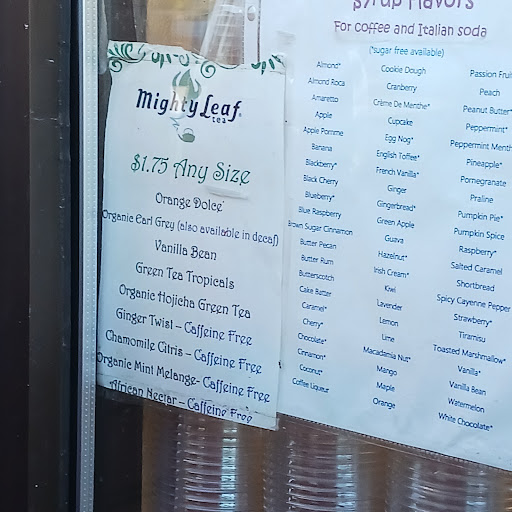 Mighty Leaf
tea
$1.75 Any Size
Orange Dolce
Organic Earl Grey (also available in decaf)
Vanilla Bean
Green Tea Tropicals
Organic Hojicha Green Tea
Ginger Twist – Caffeine Free
Chamomile Citris – Caffeine Free
Organic Mint Melange- Caffeine Free
African Nectar – Caffeine Free
Syrup Flavors
For coffee and Italian soda
(*sugar free available)
Almond*
Almond Roca
Amaretto
Apple
Apple Pomme
Banana
Blackberry*
Black Cherry
Blueberry*
Blue Raspberry
Brown Sugar Cinnamon
Butter Pecan
Butter Rum
Butterscotch
Cake Batter
Caramel*
Cherry*
Chocolate*
Cinnamon*
Coconut*
Coffee Liqueur
Cookie Dough
Cranberry
Crème De Menthe*
Cupcake
Egg Nog*
English Toffee*
French Vanilla*
Ginger
Gingerbread*
Green Apple
Guava
Hazelnut*
Irish Cream*
Kiwi
Lavender
Lemon
Lime
Macadamia Nut*
Mango
Maple
Orange
Passion Fruit
Peach
Peanut Butter*
Peppermint*
Peppermint Menth
Pineapple*
Pomegranate
Praline
Pumpkin Pie*
Pumpkin Spice
Raspberry*
Salted Caramel
Shortbread
Spicy Cayenne Pepper
Strawberry*
Tiramisu
Toasted Marshmallow*
Vanilla*
Vanilla Bean
Watermelon
White Chocolate*